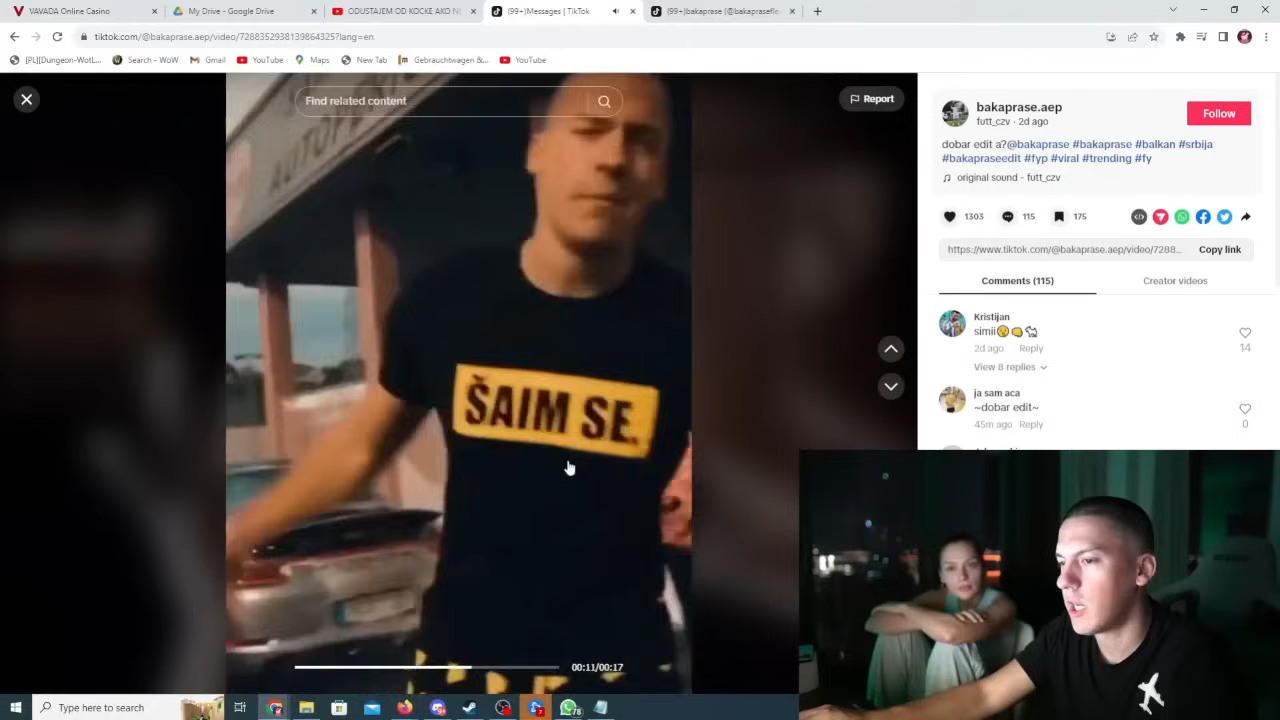 VAVADA Online Casino
My Drive - Google Drive
ODUSTAJEM OD KOCKE AKO N
(99+)Messages | TikTok
(99+)bakaprase (@bakaprasefle
tiktok.com/@bakaprase.aep/video/7288352938139864325?lang=en
[PL][Dungeon-WotL...
Search - WoW
Gmail
YouTube
Maps
New Tab
Gebrauchtwagen &...
YouTube
Find related content
Report
ŠAIM SE.
00:11/00:17
bakaprase.aep
futt_czv · 2d ago
Follow
dobar edit a?@bakaprase #bakaprase #balkan #srbija
#bakapraseedit #fyp #viral #trending #fy
original sound - futt_czv
1303
115
175
https://www.tiktok.com/@bakaprase.aep/video/7288...
Copy link
Comments (115)
Creator videos
Kristijan
simii😥👊🐈
14
2d ago
Reply
View 8 replies
ja sam aca
~dobar edit~
45m ago
Reply
0
Type here to search
78